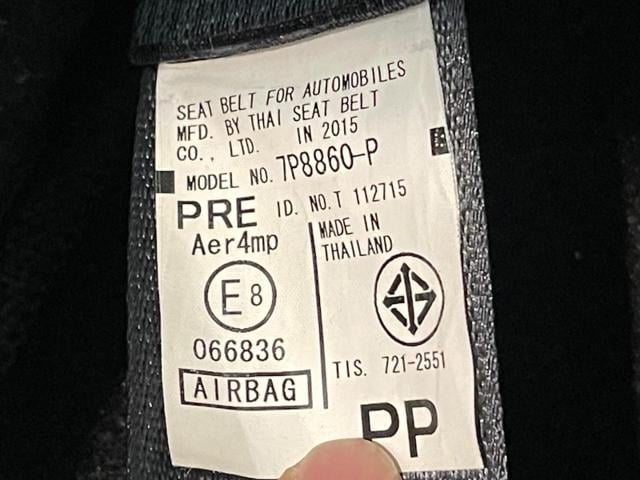 SEAT BELT FOR AUTOMOBILES
MFD. BY THAI SEAT BELT
CO., LTD. IN 2015
MODEL NO. 7P8860-P
PRE ID. NO.T 112715
Aer4mp
MADE IN
THAILAND
E8
066836
TIS. 721-2551
AIRBAG
PP